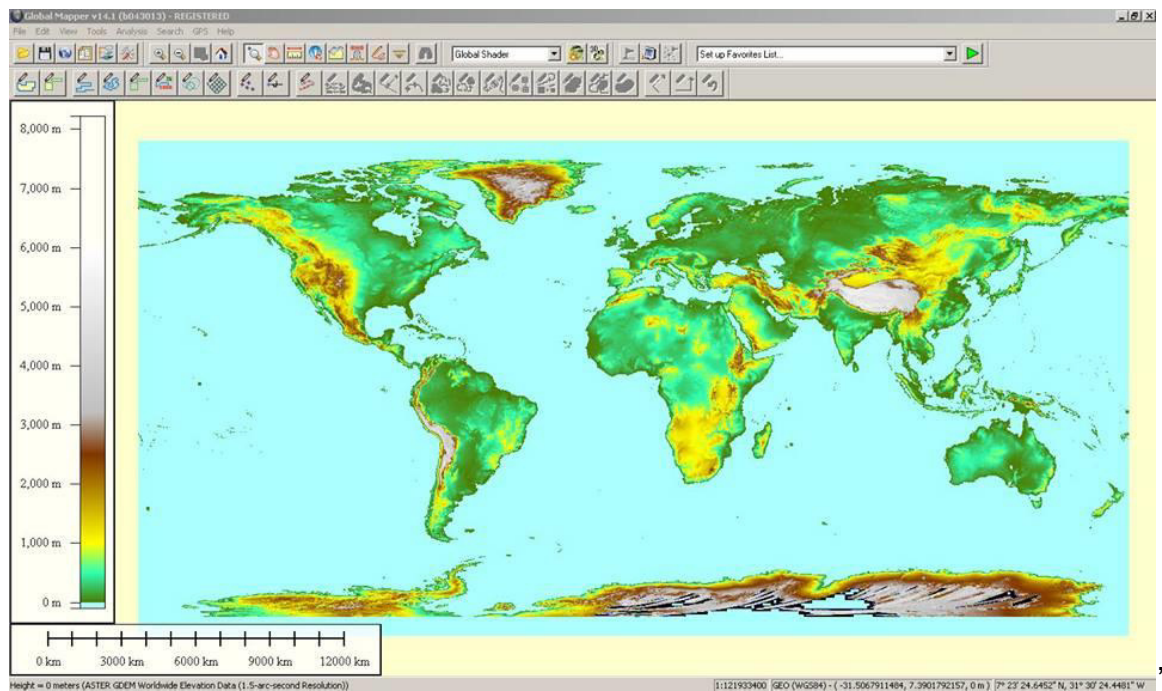 Global Mapper v14.1 (b043013) - REGISTERED
File Edit View Tools Analysis Search GPS Help
Global Shader
Set up Favorites List...
8,000 m
7,000 m
6,000 m
5,000 m
4,000 m
3,000 m
2,000 m
1,000 m
0 m
0 km 3000 km 6000 km 9000 km 12000 km
Height = 0 meters (ASTER GDEM Worldwide Elevation Data (1.5-arc-second Resolution))
1:121933400 GEO (WGS84) - ( -31.5067911484, 7.3901792157, 0 m ) 7° 23' 24.6452" N, 31° 30' 24.4481" W
,